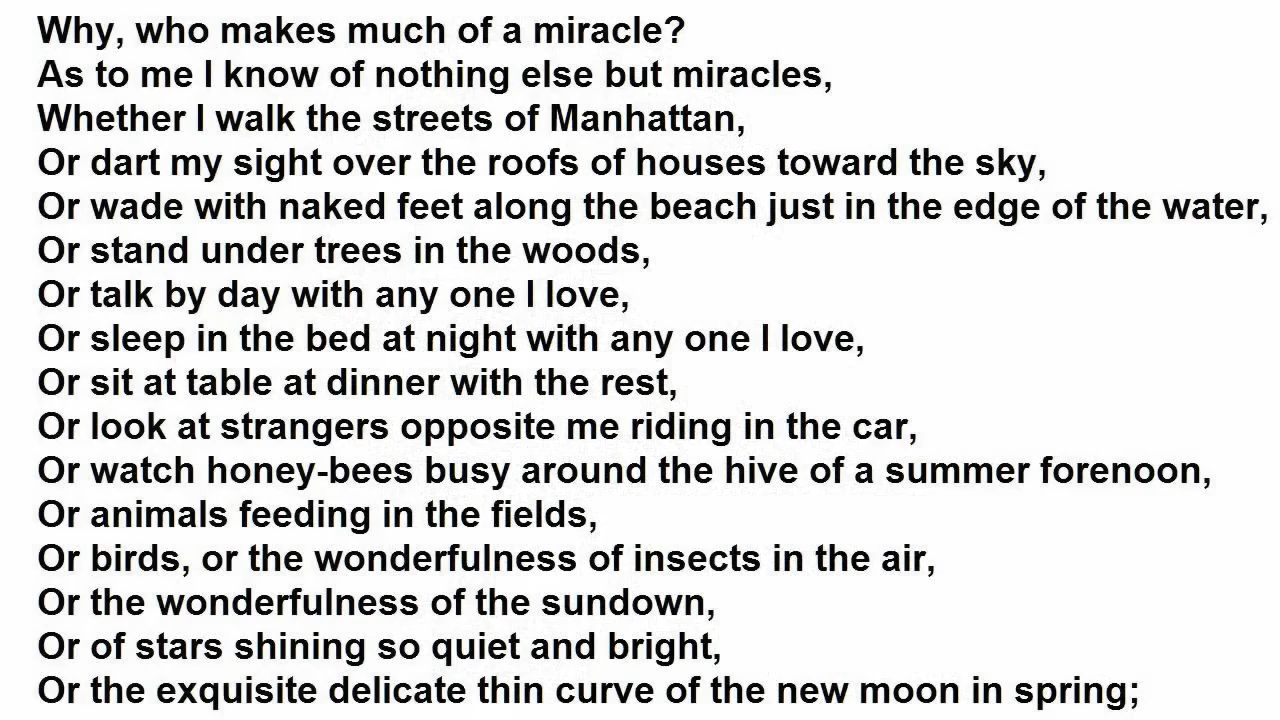 Why, who makes much of a miracle?
As to me I know of nothing else but miracles,
Whether I walk the streets of Manhattan,
Or dart my sight over the roofs of houses toward the sky,
Or wade with naked feet along the beach just in the edge of the water,
Or stand under trees in the woods,
Or talk by day with any one I love,
Or sleep in the bed at night with any one I love,
Or sit at table at dinner with the rest,
Or look at strangers opposite me riding in the car,
Or watch honey-bees busy around the hive of a summer forenoon,
Or animals feeding in the fields,
Or birds, or the wonderfulness of insects in the air,
Or the wonderfulness of the sundown,
Or of stars shining so quiet and bright,
Or the exquisite delicate thin curve of the new moon in spring;